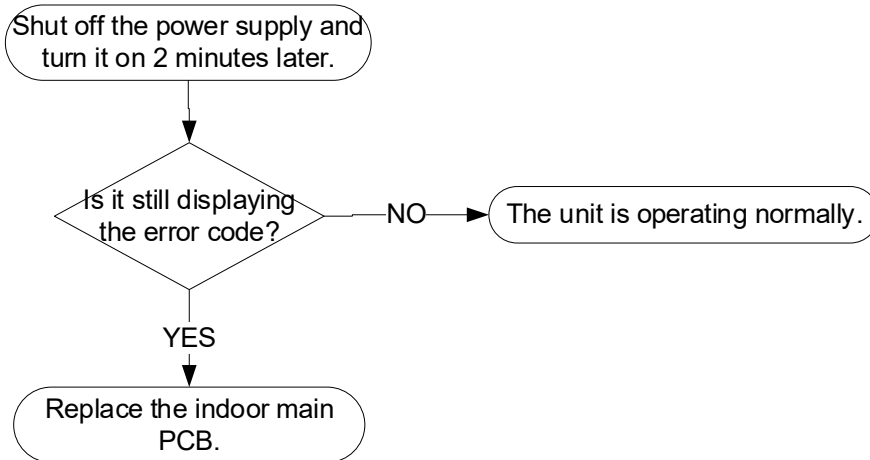 Shut off the power supply and
turn it on 2 minutes later.
Is it still displaying
the error code?
NO
The unit is operating normally.
YES
Replace the indoor main
PCB.